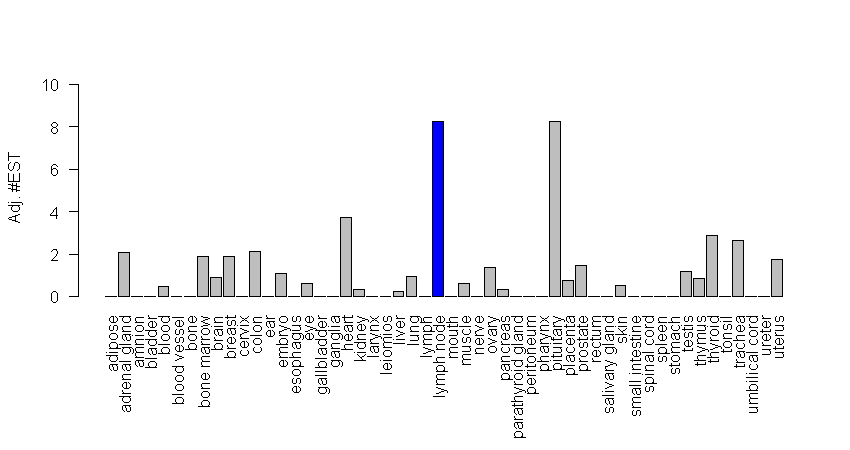 10
8
6
4
2
0
Adj. #EST
adipose
adrenal gland
amnion
bladder
blood
blood vessel
bone
bone marrow
brain
breast
cervix
colon
ear
embryo
esophagus
eye
gallbladder
ganglia
heart
kidney
larynx
leiomios
liver
lung
lymph
lymph node
mouth
muscle
nerve
ovary
pancreas
parathyroid gland
peritoneum
pharynx
pituitary
placenta
prostate
rectum
salivary gland
skin
small intestine
spinal cord
spleen
stomach
testis
thymus
thyroid
tonsil
trachea
umbilical cord
ureter
uterus